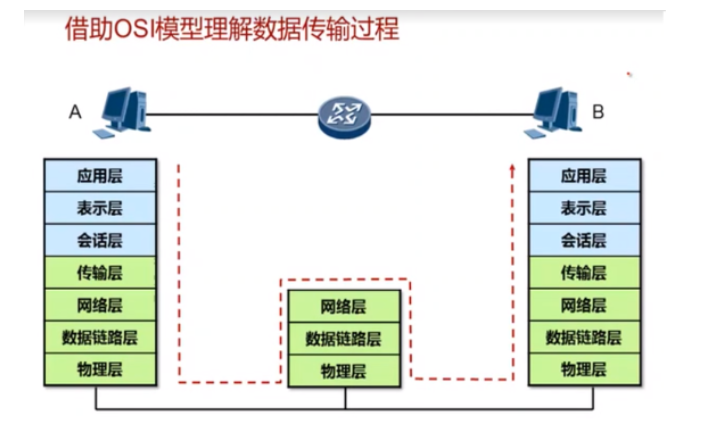 借助OSI模型理解数据传输过程
A
B
应用层
表示层
会话层
传输层
网络层
数据链路层
物理层
网络层
数据链路层
物理层
应用层
表示层
会话层
传输层
网络层
数据链路层
物理层